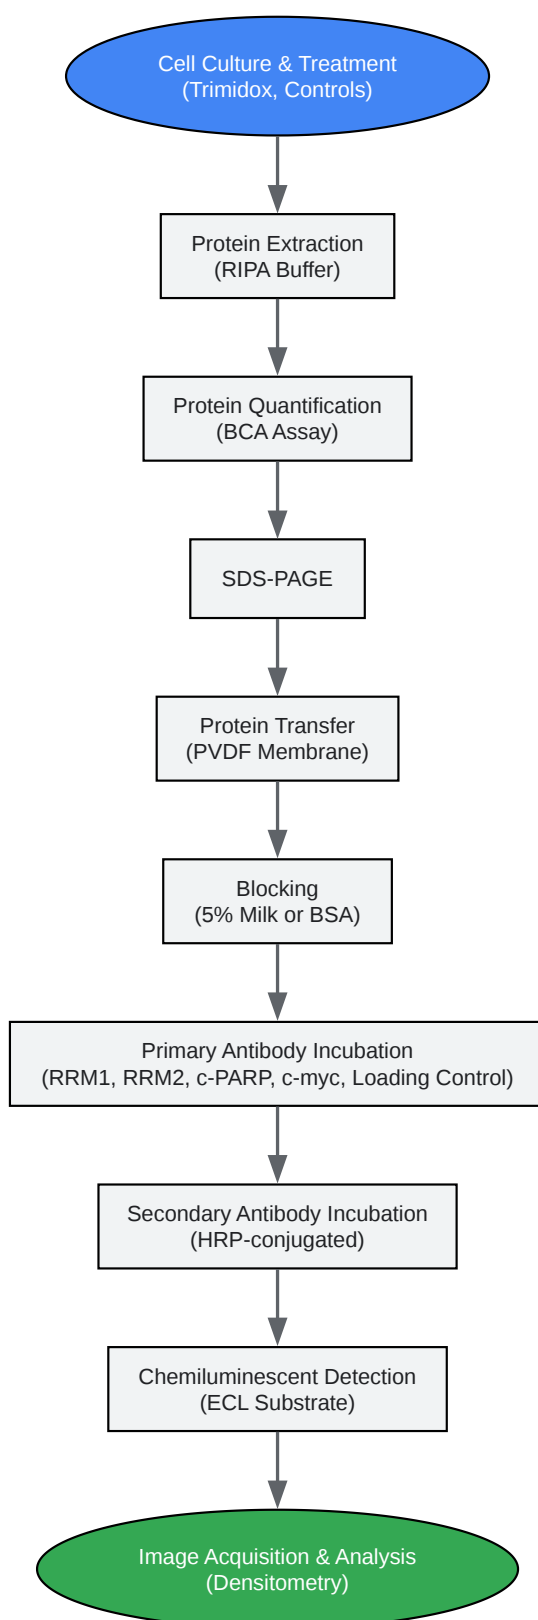 Cell Culture & Treatment
(Trimidox, Controls)
Protein Extraction
(RIPA Buffer)
Protein Quantification
(BCA Assay)
SDS-PAGE
Protein Transfer
(PVDF Membrane)
Blocking
(5% Milk or BSA)
Primary Antibody Incubation
(RRM1, RRM2, c-PARP, c-myc, Loading Control)
Secondary Antibody Incubation
(HRP-conjugated)
Chemiluminescent Detection
(ECL Substrate)
Image Acquisition & Analysis
(Densitometry)